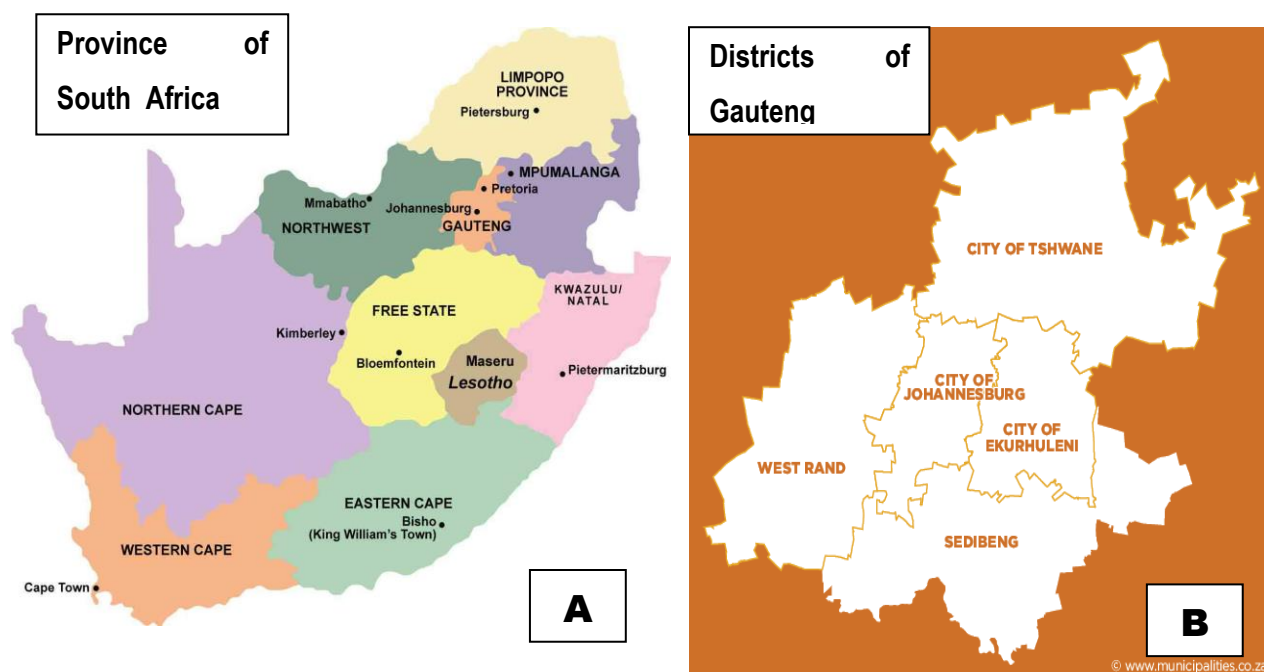 Province of
South Africa
LIMPOPO
PROVINCE
Pietersburg
MPUMALANGA
Pretoria
Mmabatho
Johannesburg
NORTHWEST
GAUTENG
KWAZULU/
NATAL
FREE STATE
Kimberley
Bloemfontein
Maseru
Lesotho
Pietermaritzburg
NORTHERN CAPE
EASTERN CAPE
Bisho
(King William's Town)
WESTERN CAPE
Cape Town
A
Districts of
Gauteng
CITY OF TSHWANE
CITY OF
JOHANNESBURG
CITY OF
EKURHULENI
WEST RAND
SEDIBENG
B
© www.municipalities.co.za